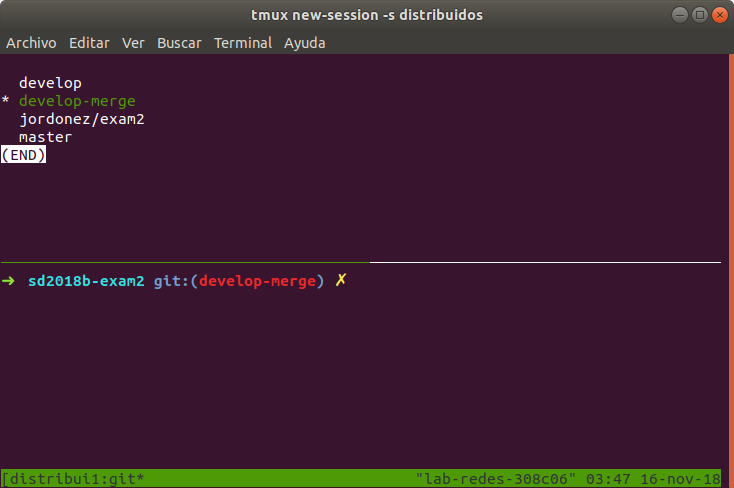 tmux new-session -s distribuidos
Archivo Editar Ver Buscar Terminal Ayuda
develop
* develop-merge
jordonez/exam2
master
(END)
➜ sd2018b-exam2 git:(develop-merge) ✗
[distribui1:git* "lab-redes-308c06" 03:47 16-nov-18